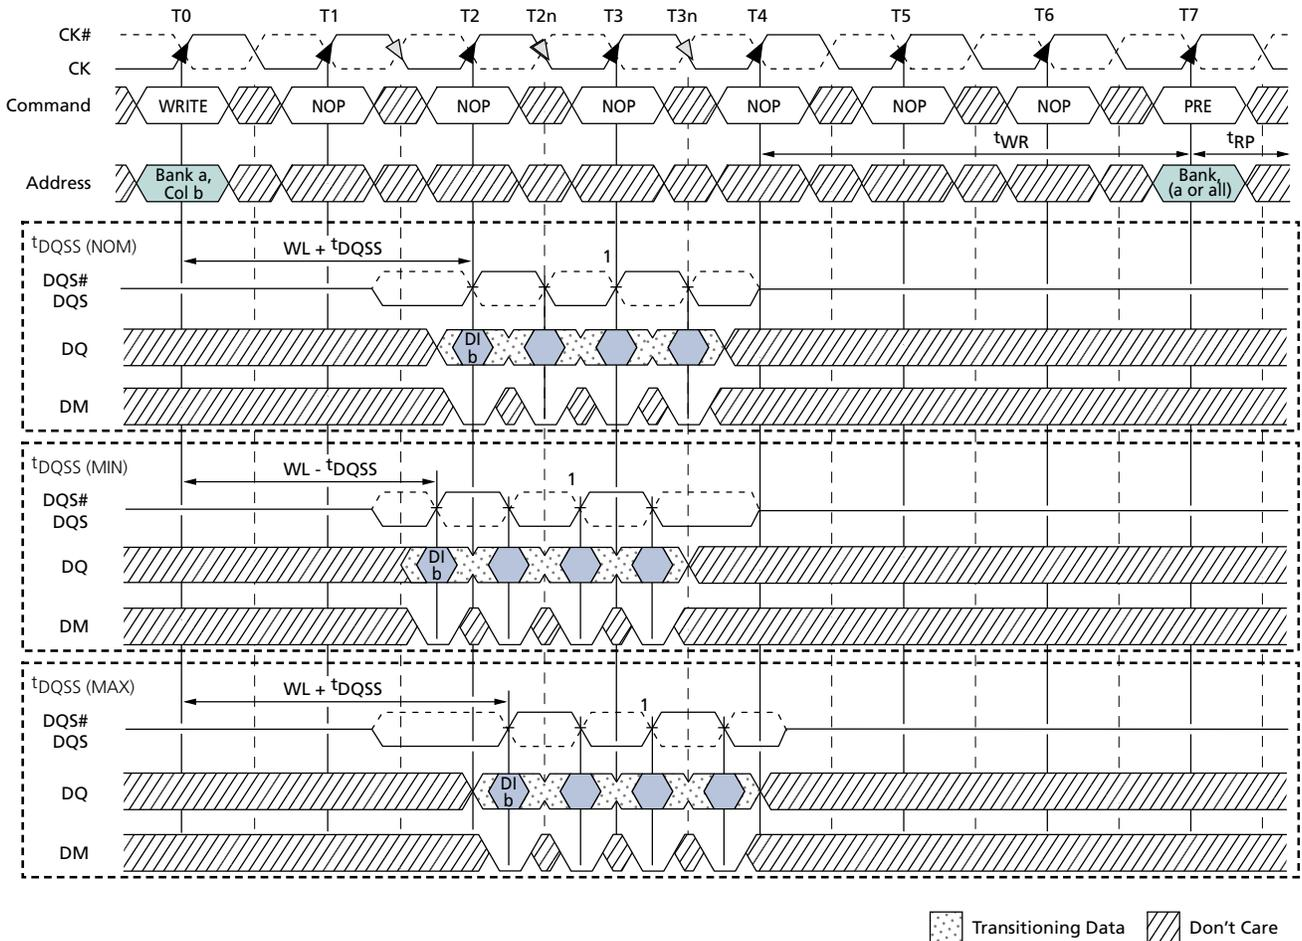 T0 T1 T2 T2n T3 T3n T4 T5 T6 T7
CK#
CK
Command WRITE NOP NOP NOP NOP NOP NOP PRE
tWR tRP
Address Bank a, Col b Bank, (a or all)
tDQSS (NOM)
WL + tDQSS 1
DQS#
DQS
DQ DI b
DM
tDQSS (MIN)
WL - tDQSS 1
DQS#
DQS
DQ DI b
DM
tDQSS (MAX)
WL + tDQSS 1
DQS#
DQS
DQ DI b
DM
Transitioning Data Don't Care